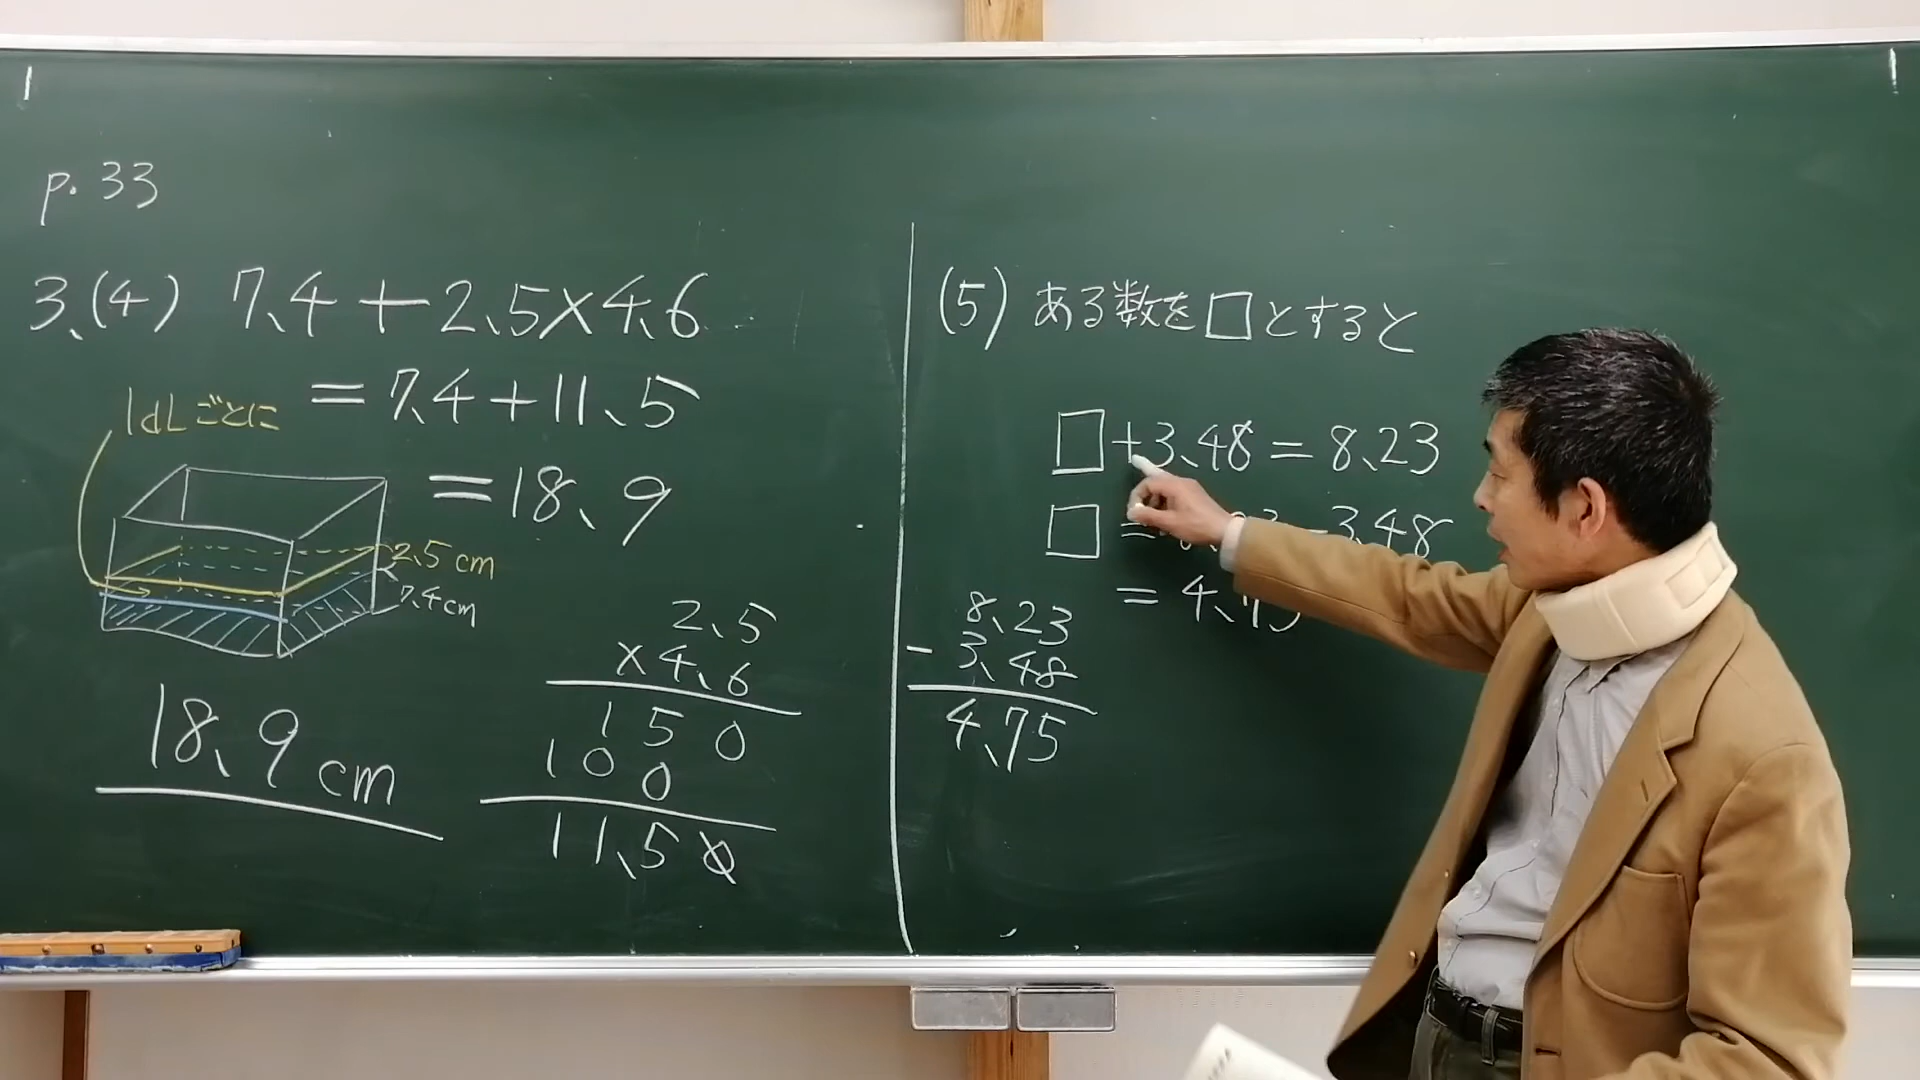 p. 33
3、(4) 7、4+2、5×4、6
=7、4+11、5
=18、9
1dLごとに
2、5cm
7、4cm
18、9cm
2、5
×4、6
150
100
11、50
(5) ある数を□とすると
□+3、48=8、23
□=
3、48
= 4、75
8、23
- 3、48
4、75